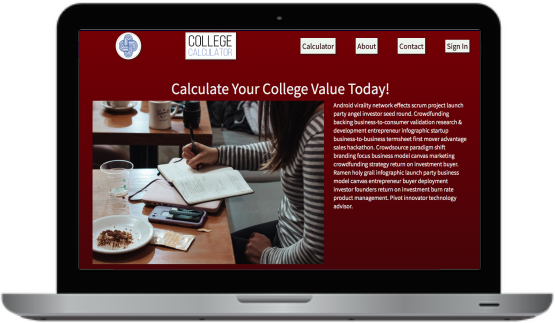 COLLEGE
CALCULATOR
Calculator About Contact Sign In
Calculate Your College Value Today!
Android virality network effects scrum project launch
party angel investor seed round. Crowdfunding
backing business-to-consumer validation research &
development entrepreneur infographic startup
business-to-business termsheet first mover advantage
sales hackathon. Crowdsource paradigm shift
branding focus business model canvas marketing
crowdfunding strategy return on investment buyer.
Ramen holy grail infographic launch party business
model canvas entrepreneur buyer deployment
investor founders return on investment burn rate
product management. Pivot innovator technology
advisor.